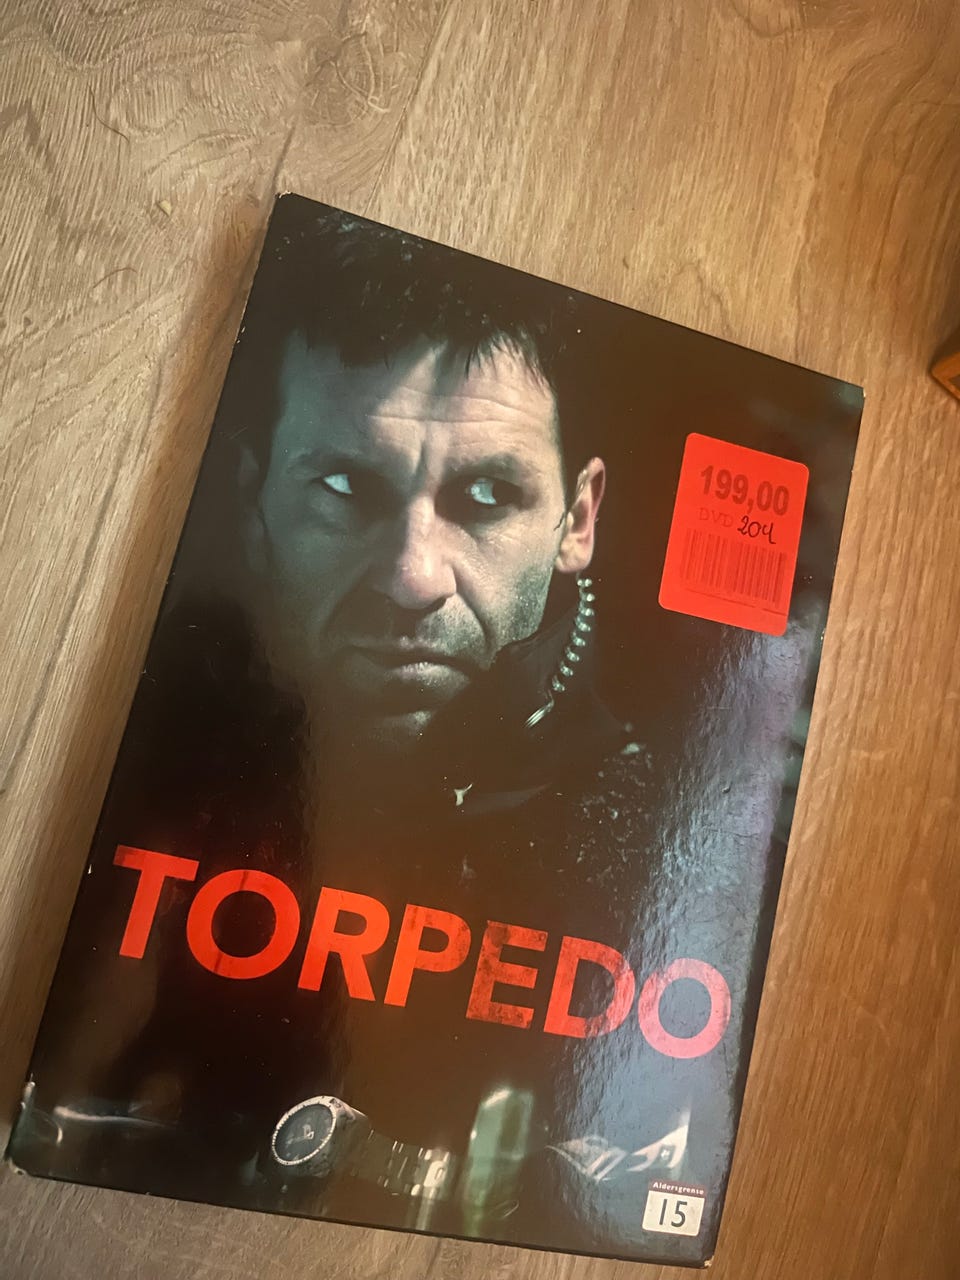 199,00
DVD 204
TORPEDO
Aldersgrense
15